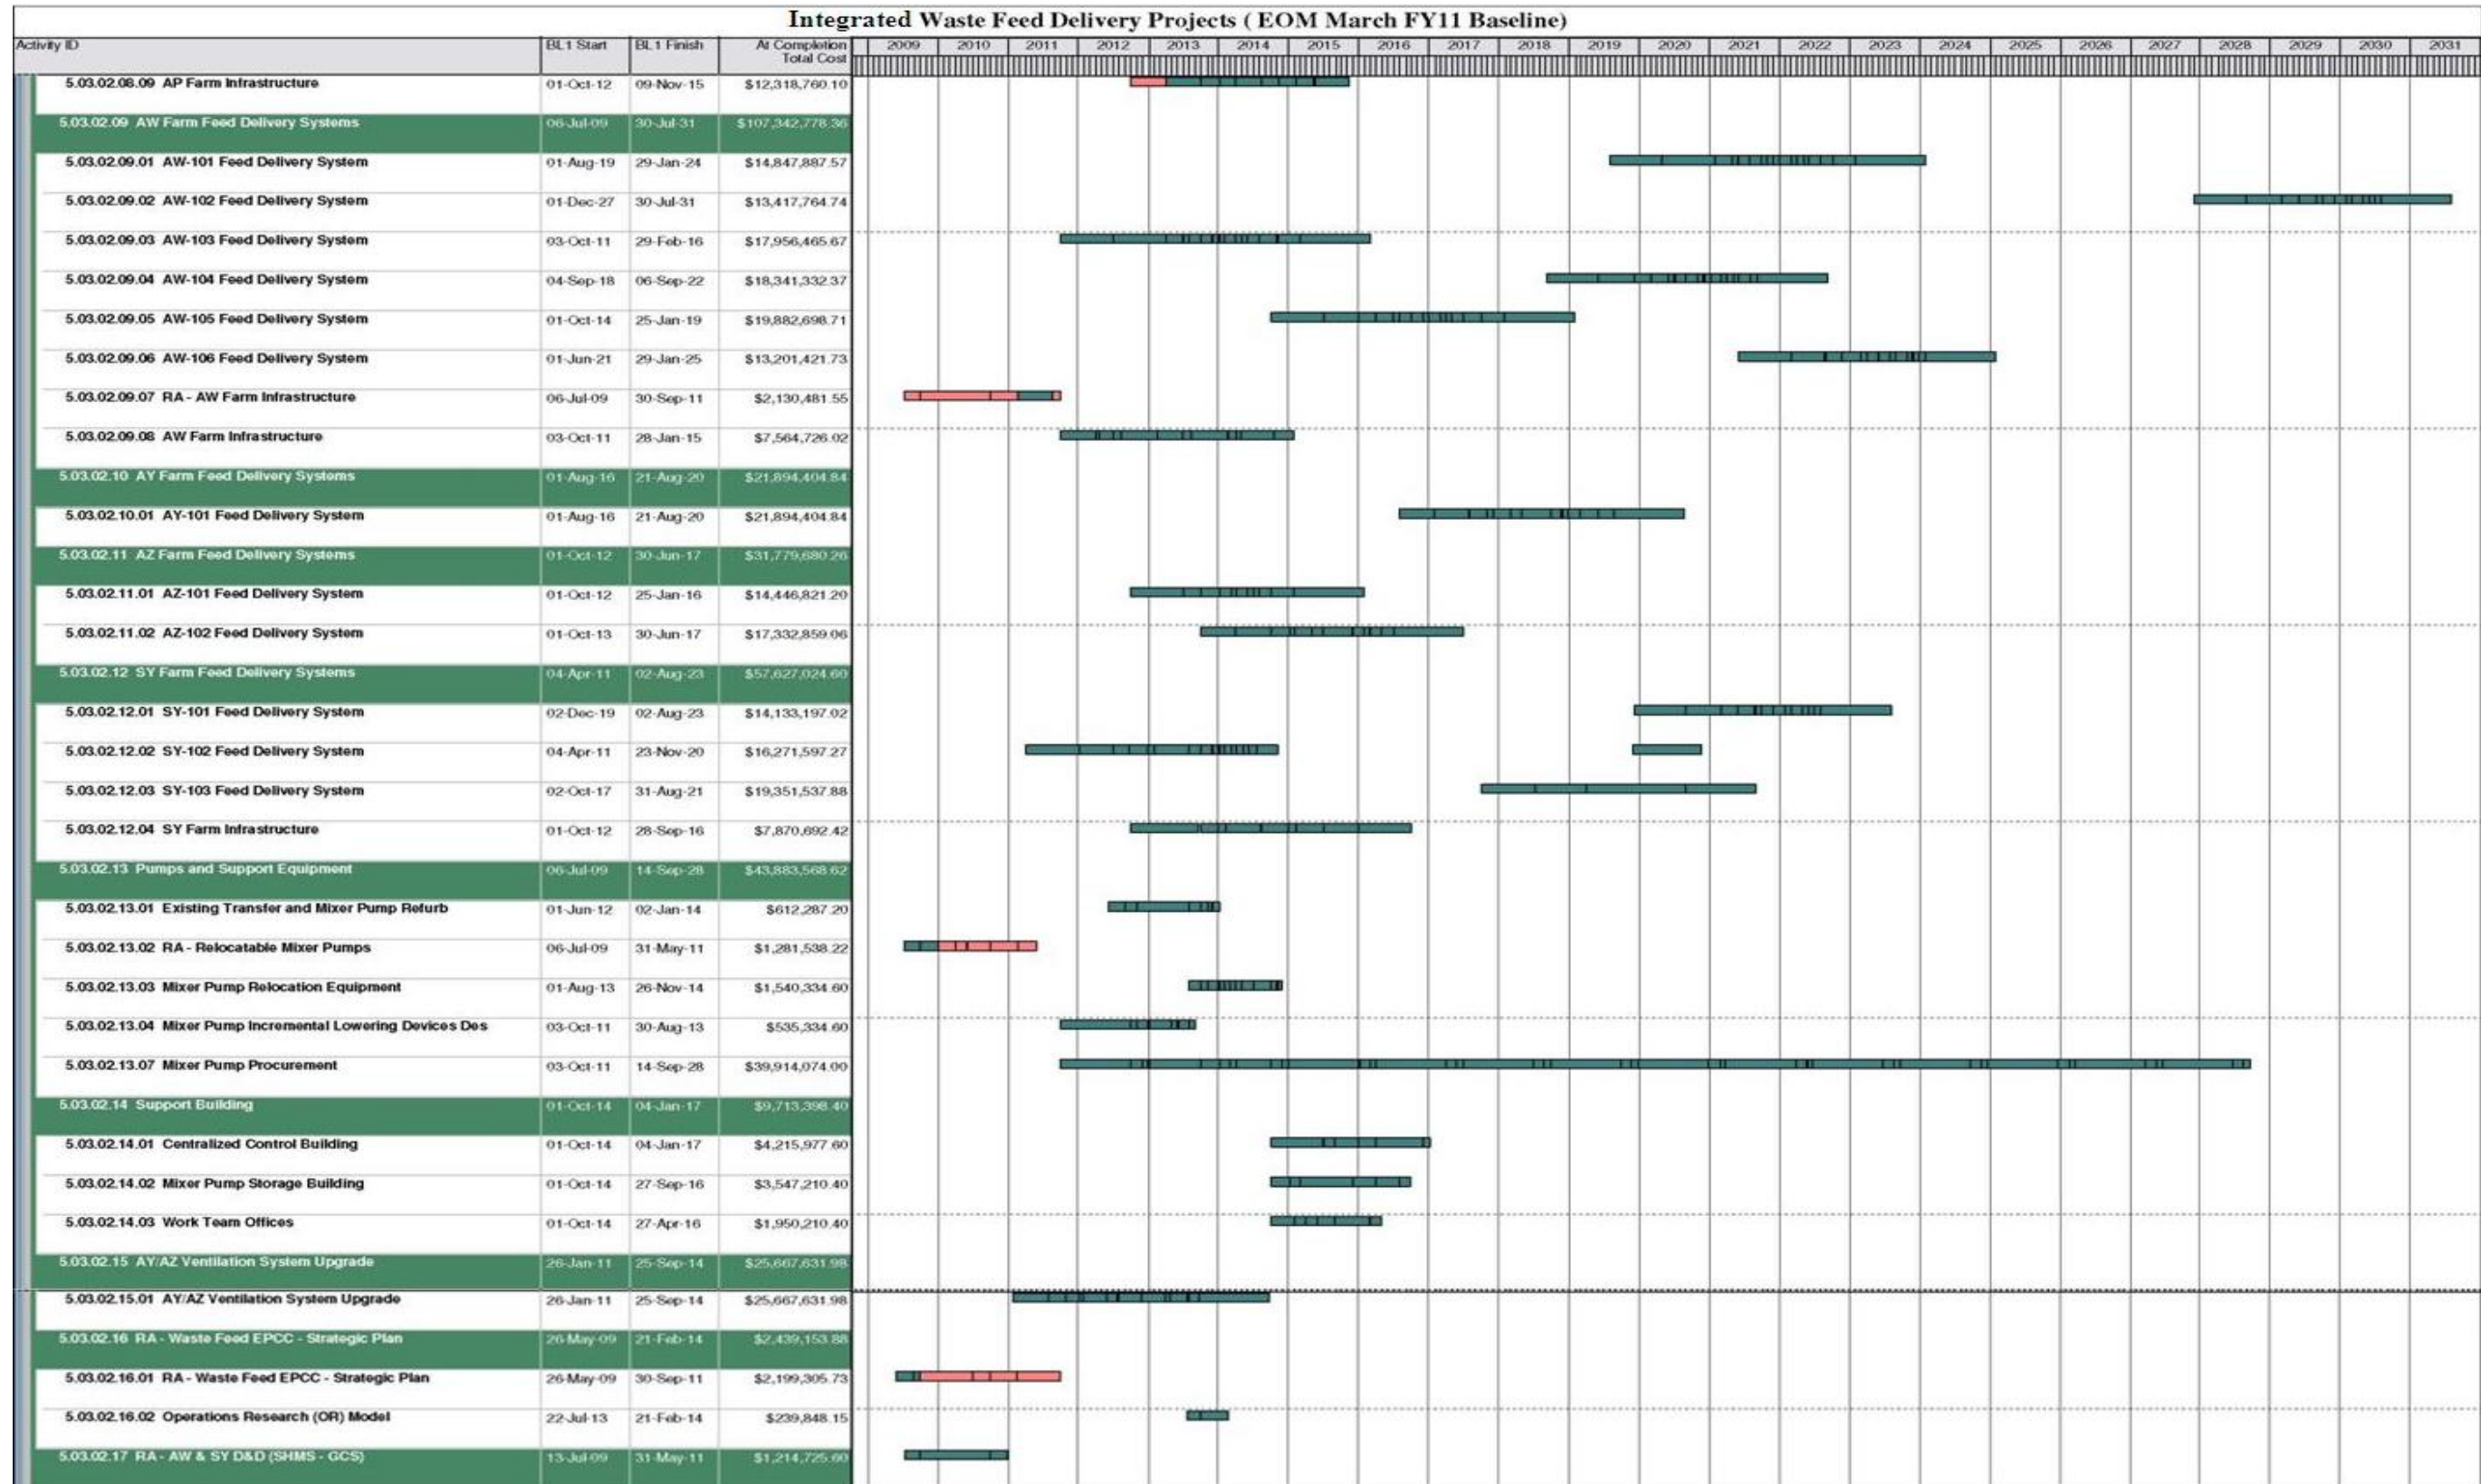 Integrated Waste Feed Delivery Projects ( EOM March FY11 Baseline)
Activity ID BL1 Start BL1 Finish At Completion 2009 2010 2011 2012 2013 2014 2015 2016 2017 2018 2019 2020 2021 2022 2023 2024 2025 2026 2027 2028 2029 2030 2031
Total Cost
5.03.02.08.09 AP Farm Infrastructure 01-Oct-12 09-Nov-15 $12,318,760.10
5.03.02.09 AW Farm Feed Delivery Systems 06-Jul-09 30-Jul-31 $107,342,778.36
5.03.02.09.01 AW-101 Feed Delivery System 01-Aug-19 29-Jan-24 $14,847,887.57
5.03.02.09.02 AW-102 Feed Delivery System 01-Dec-27 30-Jul-31 $13,417,764.74
5.03.02.09.03 AW-103 Feed Delivery System 03-Oct-11 29-Feb-16 $17,956,465.67
5.03.02.09.04 AW-104 Feed Delivery System 04-Sep-18 06-Sep-22 $18,341,332.37
5.03.02.09.05 AW-105 Feed Delivery System 01-Oct-14 25-Jan-19 $19,882,698.71
5.03.02.09.06 AW-106 Feed Delivery System 01-Jun-21 29-Jan-25 $13,201,421.73
5.03.02.09.07 RA - AW Farm Infrastructure 06-Jul-09 30-Sep-11 $2,130,481.55
5.03.02.09.08 AW Farm Infrastructure 03-Oct-11 28-Jan-15 $7,564,726.02
5.03.02.10 AY Farm Feed Delivery Systems 01-Aug-16 21-Aug-20 $21,894,404.84
5.03.02.10.01 AY-101 Feed Delivery System 01-Aug-16 21-Aug-20 $21,894,404.84
5.03.02.11 AZ Farm Feed Delivery Systems 01-Oct-12 30-Jun-17 $31,779,680.26
5.03.02.11.01 AZ-101 Feed Delivery System 01-Oct-12 25-Jan-16 $14,446,821.20
5.03.02.11.02 AZ-102 Feed Delivery System 01-Oct-13 30-Jun-17 $17,332,859.06
5.03.02.12 SY Farm Feed Delivery Systems 04-Apr-11 02-Aug-23 $57,627,024.60
5.03.02.12.01 SY-101 Feed Delivery System 02-Dec-19 02-Aug-23 $14,133,197.02
5.03.02.12.02 SY-102 Feed Delivery System 04-Apr-11 23-Nov-20 $16,271,597.27
5.03.02.12.03 SY-103 Feed Delivery System 02-Oct-17 31-Aug-21 $19,351,537.88
5.03.02.12.04 SY Farm Infrastructure 01-Oct-12 28-Sep-16 $7,870,692.42
5.03.02.13 Pumps and Support Equipment 06-Jul-09 14-Sep-28 $43,883,568.62
5.03.02.13.01 Existing Transfer and Mixer Pump Refurb 01-Jun-12 02-Jan-14 $612,287.20
5.03.02.13.02 RA - Relocatable Mixer Pumps 06-Jul-09 31-May-11 $1,281,538.22
5.03.02.13.03 Mixer Pump Relocation Equipment 01-Aug-13 26-Nov-14 $1,540,334.60
5.03.02.13.04 Mixer Pump Incremental Lowering Devices Des 03-Oct-11 30-Aug-13 $535,334.60
5.03.02.13.07 Mixer Pump Procurement 03-Oct-11 14-Sep-28 $39,914,074.00
5.03.02.14 Support Building 01-Oct-14 04-Jan-17 $9,713,398.40
5.03.02.14.01 Centralized Control Building 01-Oct-14 04-Jan-17 $4,215,977.60
5.03.02.14.02 Mixer Pump Storage Building 01-Oct-14 27-Sep-16 $3,547,210.40
5.03.02.14.03 Work Team Offices 01-Oct-14 27-Apr-16 $1,950,210.40
5.03.02.15 AY/AZ Ventilation System Upgrade 26-Jan-11 25-Sep-14 $25,667,631.98
5.03.02.15.01 AY/AZ Ventilation System Upgrade 26-Jan-11 25-Sep-14 $25,667,631.98
5.03.02.16 RA - Waste Feed EPCC - Strategic Plan 26-May-09 21-Feb-14 $2,439,153.88
5.03.02.16.01 RA - Waste Feed EPCC - Strategic Plan 26-May-09 30-Sep-11 $2,199,305.73
5.03.02.16.02 Operations Research (OR) Model 22-Jul-13 21-Feb-14 $239,848.15
5.03.02.17 RA - AW & SY D&D (SHMS - GCS) 13-Jul-09 31-May-11 $1,214,725.60